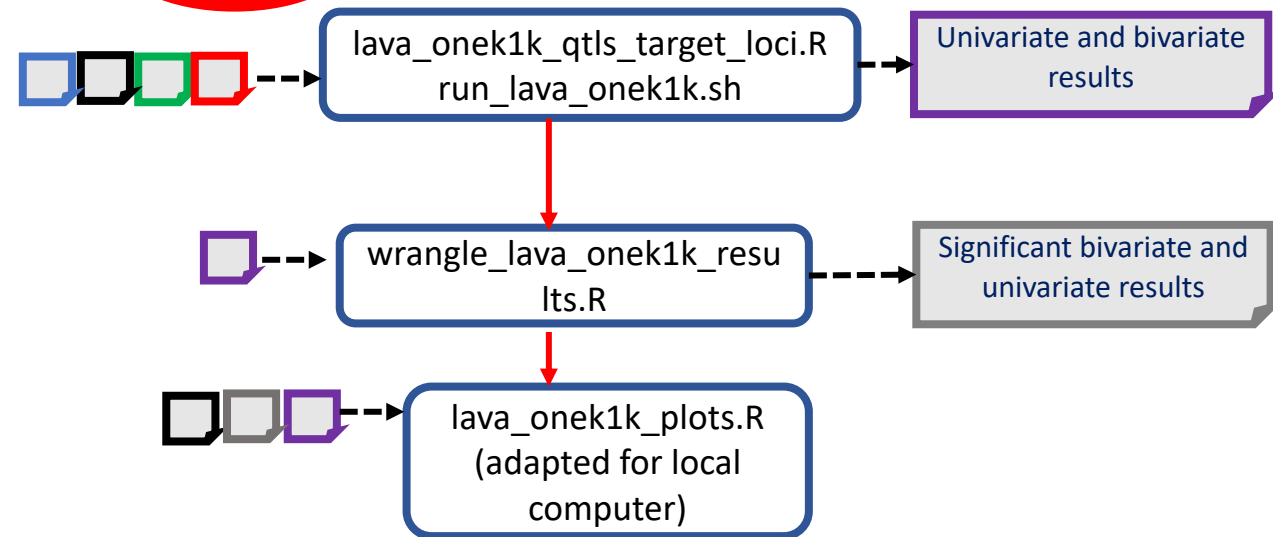 lava_onek1k_qtls_target_loci.R
run_lava_onek1k.sh
Univariate and bivariate
results
wrangle_lava_onek1k_resu
lts.R
Significant bivariate and
univariate results
lava_onek1k_plots.R
(adapted for local
computer)